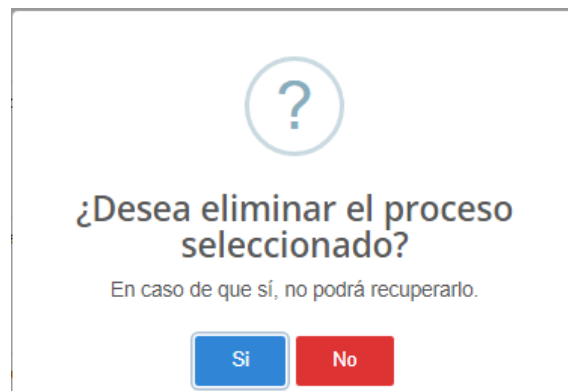 ?
¿Desea eliminar el proceso
seleccionado?
En caso de que sí, no podrá recuperarlo.
Si No